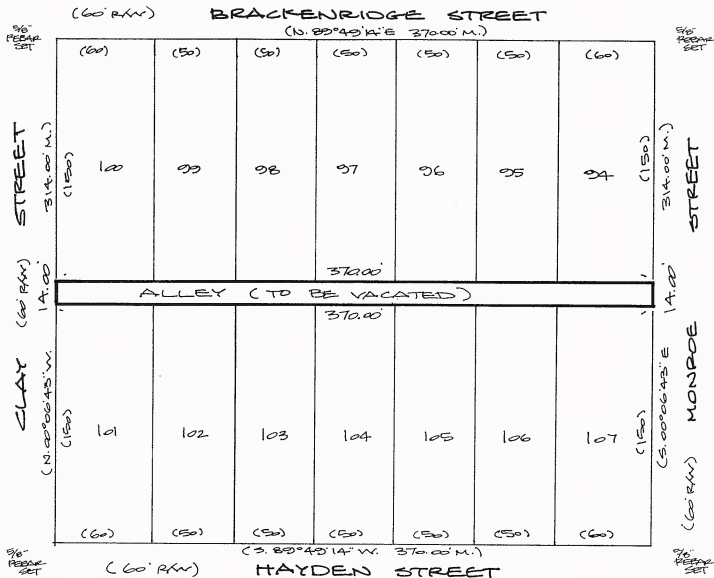 (60' R/W) BRACKENRIDGE STREET
(N. 89°49'14" E 370.00' M.)
5/8" REBAR SET
5/8" REBAR SET
(60) (50) (50) (50) (50) (50) (60)
STREET
314.00' M.)
(150)
100 99 98 97 96 95 94
(150)
314.00' M.)
STREET
370.00'
(60' R/W)
14.00'
ALLEY (TO BE VACATED)
14.00'
370.00'
CLAY
(N. 00°06'43" W.
(150)
101 102 103 104 105 106 107
(150)
(S. 00°06'43" E
MONROE
(60' R/W)
(60) (50) (50) (50) (50) (50) (60)
(S. 89°49'14" W. 370.00' M.)
5/8" REBAR SET
5/8" REBAR SET
(60' R/W) HAYDEN STREET